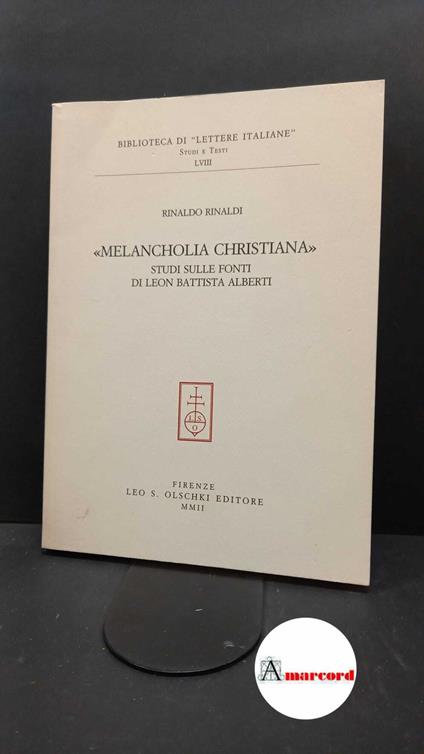 BIBLIOTECA DI "LETTERE ITALIANE"
STUDI E TESTI
LVIII
RINALDO RINALDI
«MELANCHOLIA CHRISTIANA»
STUDI SULLE FONTI
DI LEON BATTISTA ALBERTI
L S
O
FIRENZE
LEO S. OLSCHKI EDITORE
MMII
Amarcord